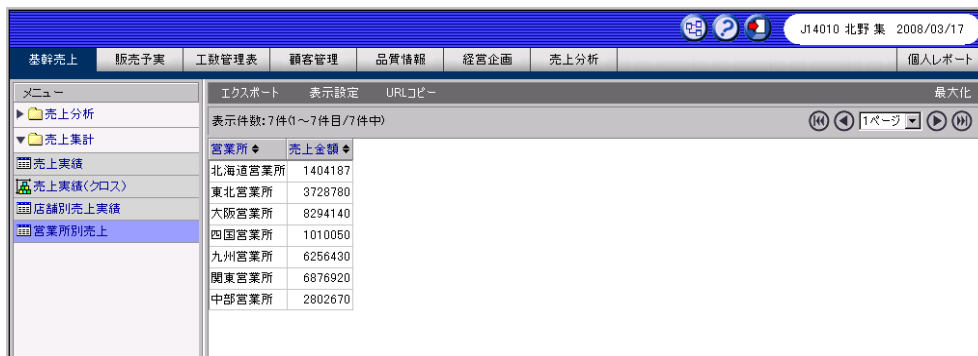 J14010 北野 集 2008/03/17
基幹売上 販売予実 工数管理表 顧客管理 品質情報 経営企画 売上分析 個人レポート
メニュー
売上分析
売上集計
売上実績
売上実績(クロス)
店舗別売上実績
営業所別売上
エクスポート 表示設定 URLコピー 最大化
表示件数:7件(1～7件目/7件中) 1ページ
営業所 売上金額
北海道営業所 1404187
東北営業所 3728780
大阪営業所 8294140
四国営業所 1010050
九州営業所 6256430
関東営業所 6876920
中部営業所 2802670